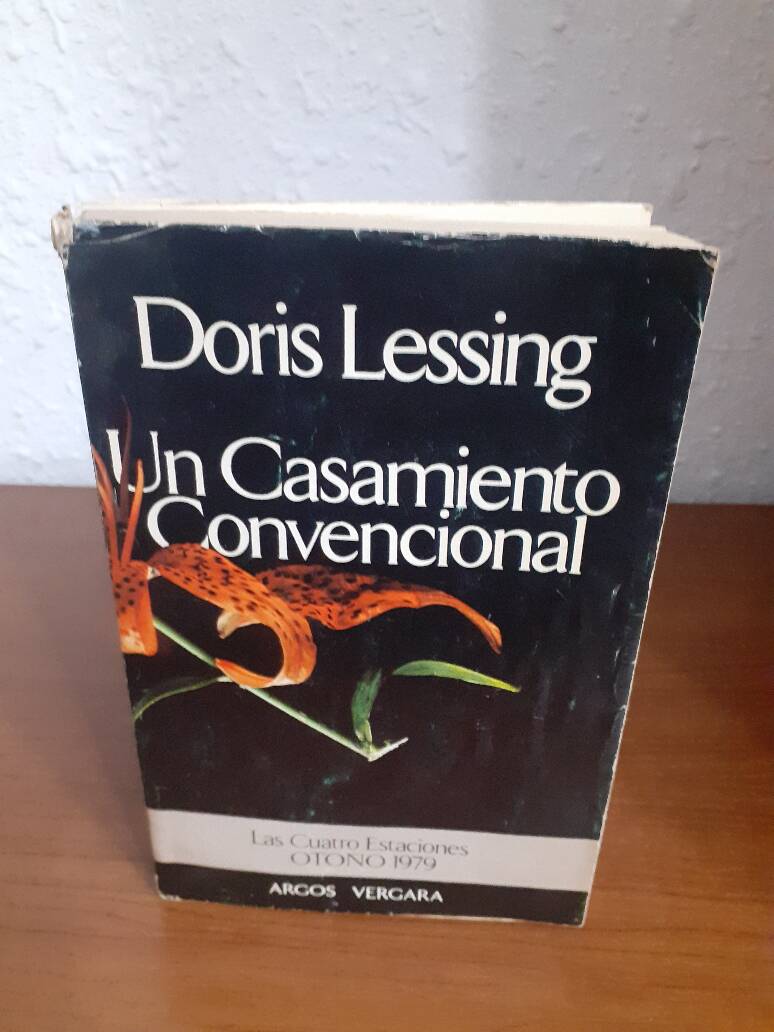 Doris Lessing
Un Casamiento
Convencional
Las Cuatro Estaciones
OTOÑO 1979
ARGOS VERGARA